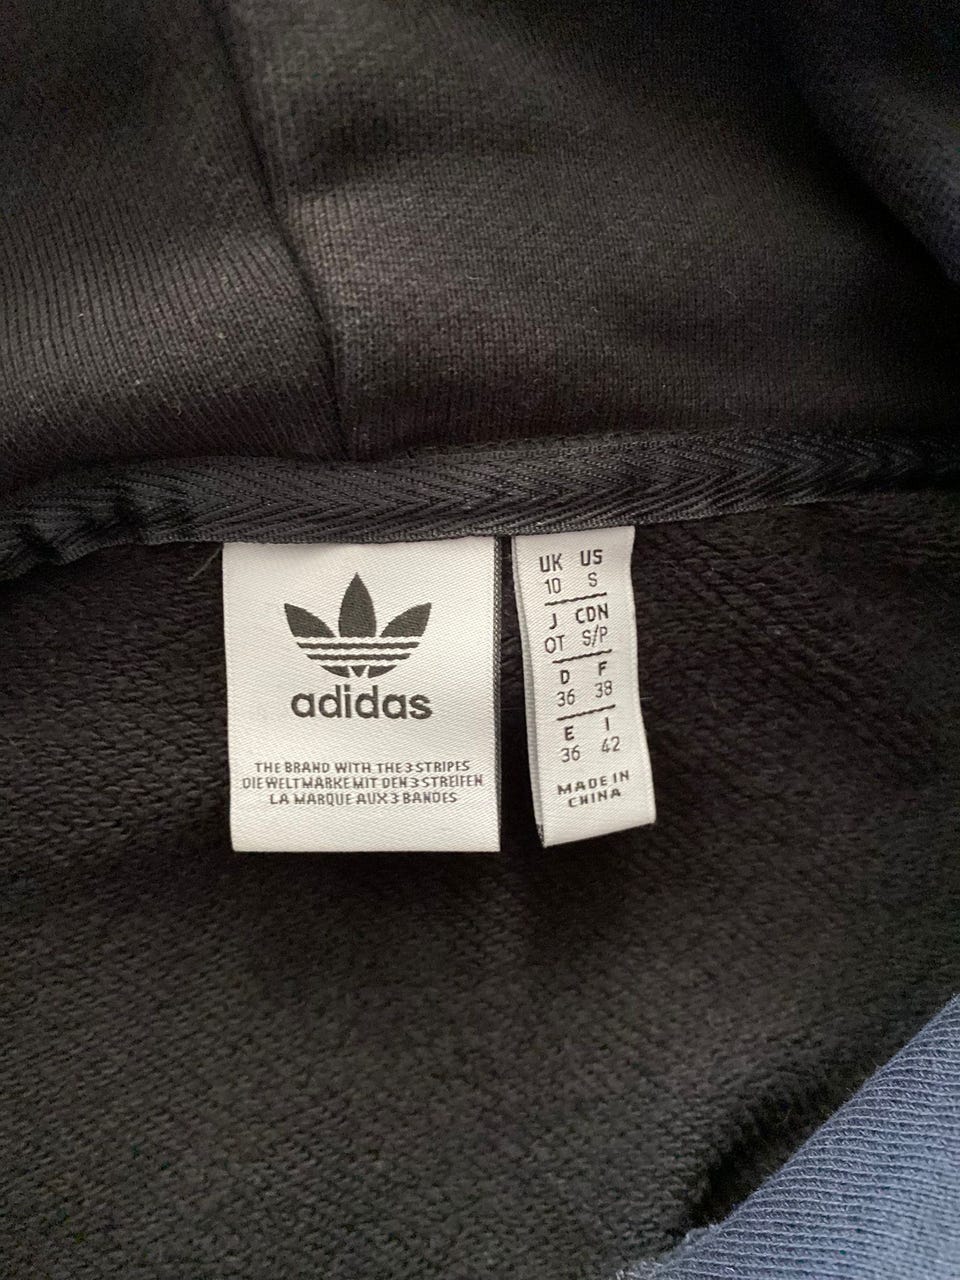 adidas
THE BRAND WITH THE 3 STRIPES
DIE WELTMARKE MIT DEN 3 STREIFEN
LA MARQUE AUX 3 BANDES
UK US
10 S
J CDN
OT S/P
D F
36 38
E I
36 42
MADE IN
CHINA